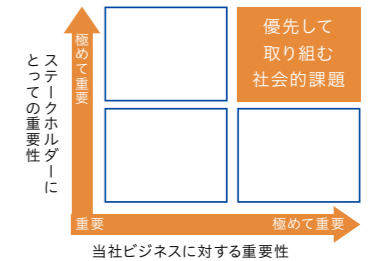 優先して
取り組む
社会的課題
極めて重要
ステークホルダーに
とっての重要性
重要
極めて重要
当社ビジネスに対する重要性